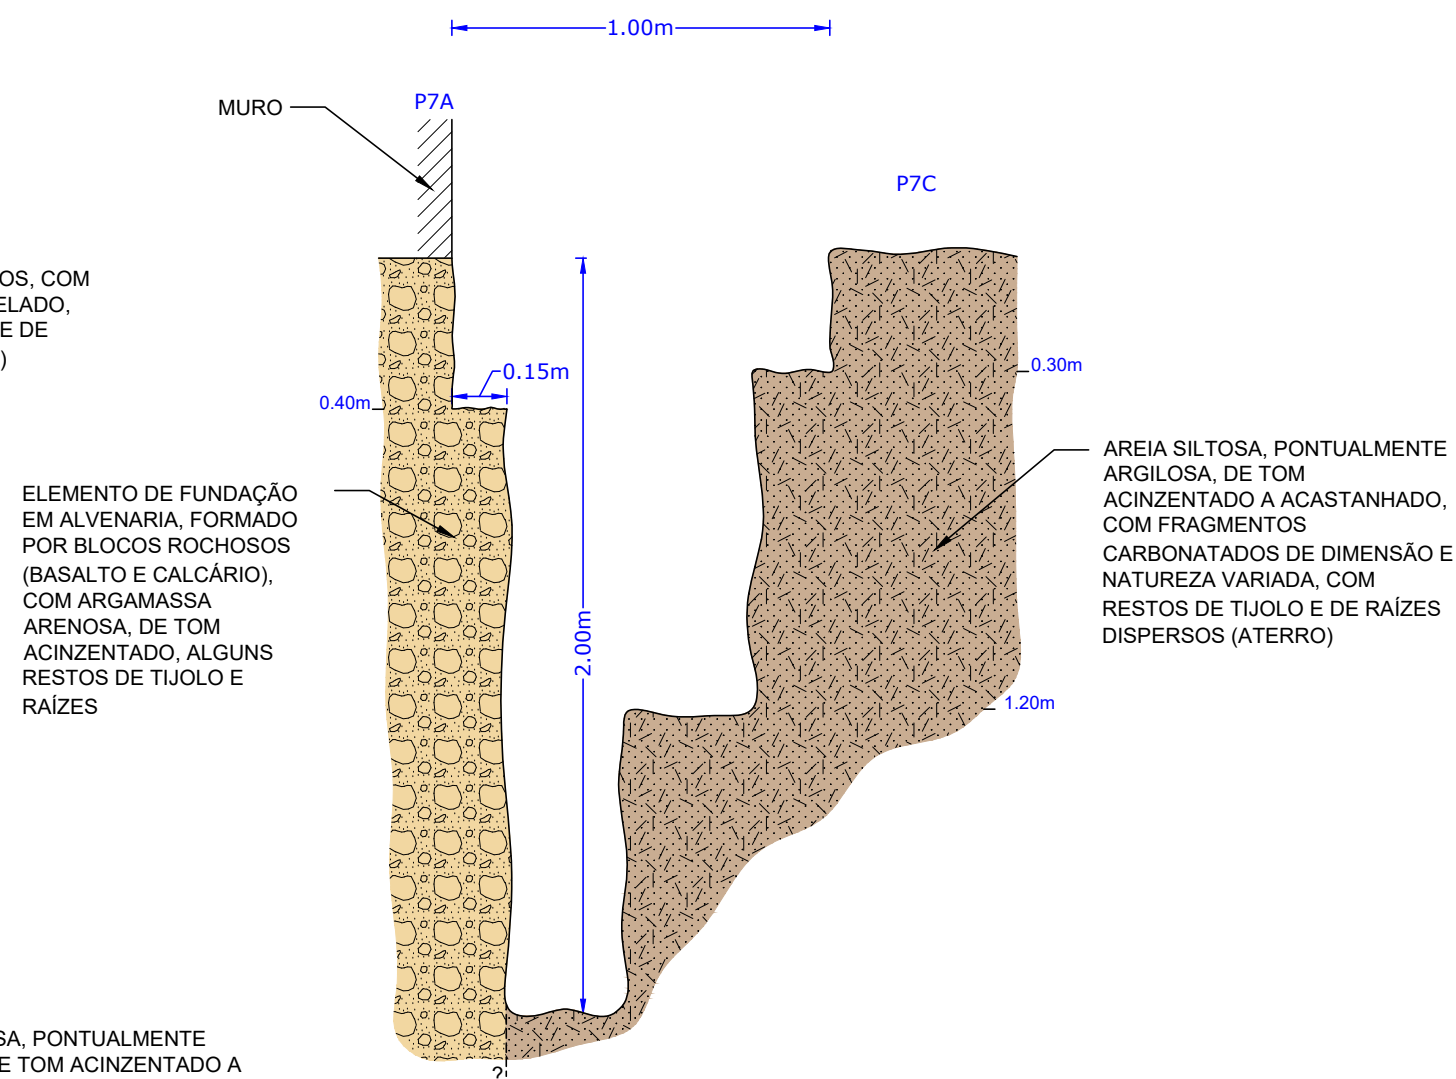 1.00m
MURO
P7A
P7C
OS, COM
ELADO,
E DE
)
0.15m
0.40m
0.30m
ELEMENTO DE FUNDAÇÃO
EM ALVENARIA, FORMADO
POR BLOCOS ROCHOSOS
(BASALTO E CALCÁRIO),
COM ARGAMASSA
ARENOSA, DE TOM
ACINZENTADO, ALGUNS
RESTOS DE TIJOLO E
RAÍZES
2.00m
AREIA SILTOSA, PONTUALMENTE
ARGILOSA, DE TOM
ACINZENTADO A ACASTANHADO,
COM FRAGMENTOS
CARBONATADOS DE DIMENSÃO E
NATUREZA VARIADA, COM
RESTOS DE TIJOLO E DE RAÍZES
DISPERSOS (ATERRO)
1.20m
SA, PONTUALMENTE
E TOM ACINZENTADO A
?